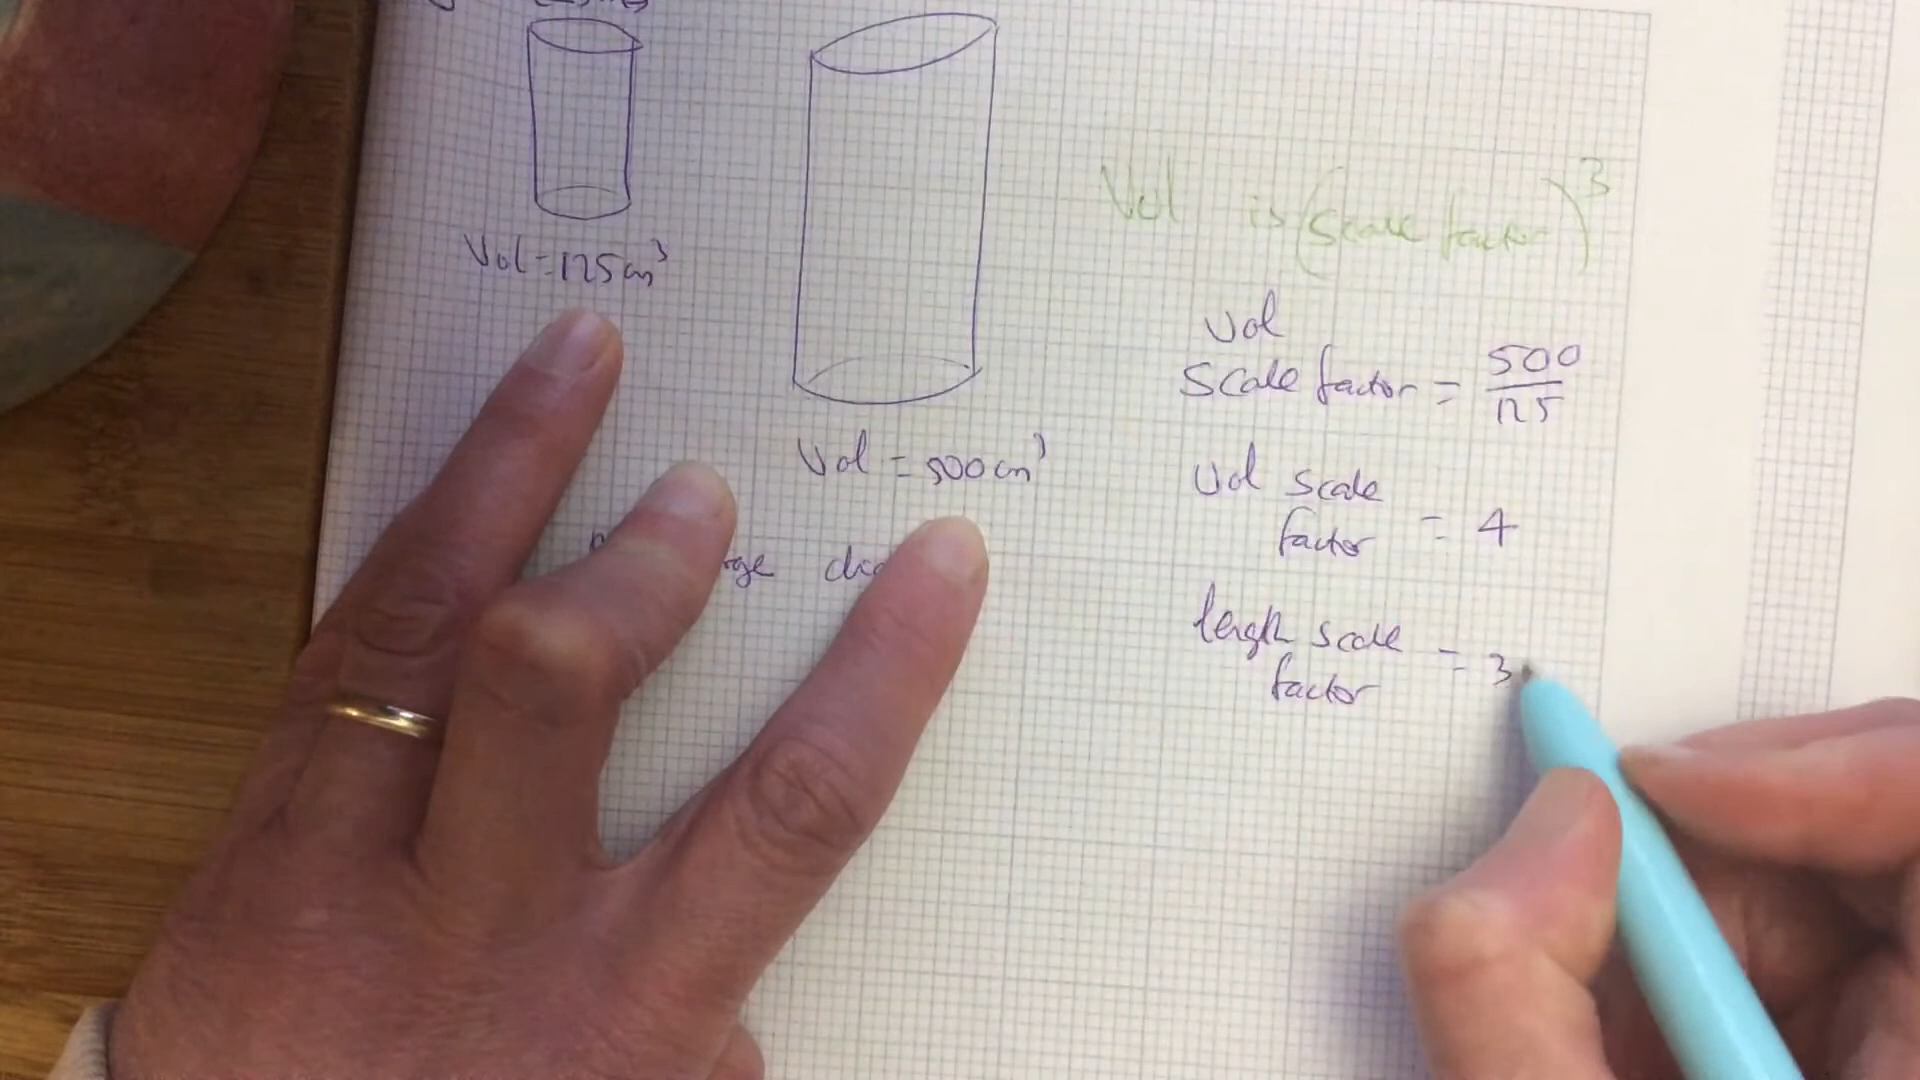 Vol = 125cm³
Vol = 500cm³
Vol is (Scale factor)³
Vol
Scale factor = 500
125
Vol scale
factor = 4
length scale
factor = 3